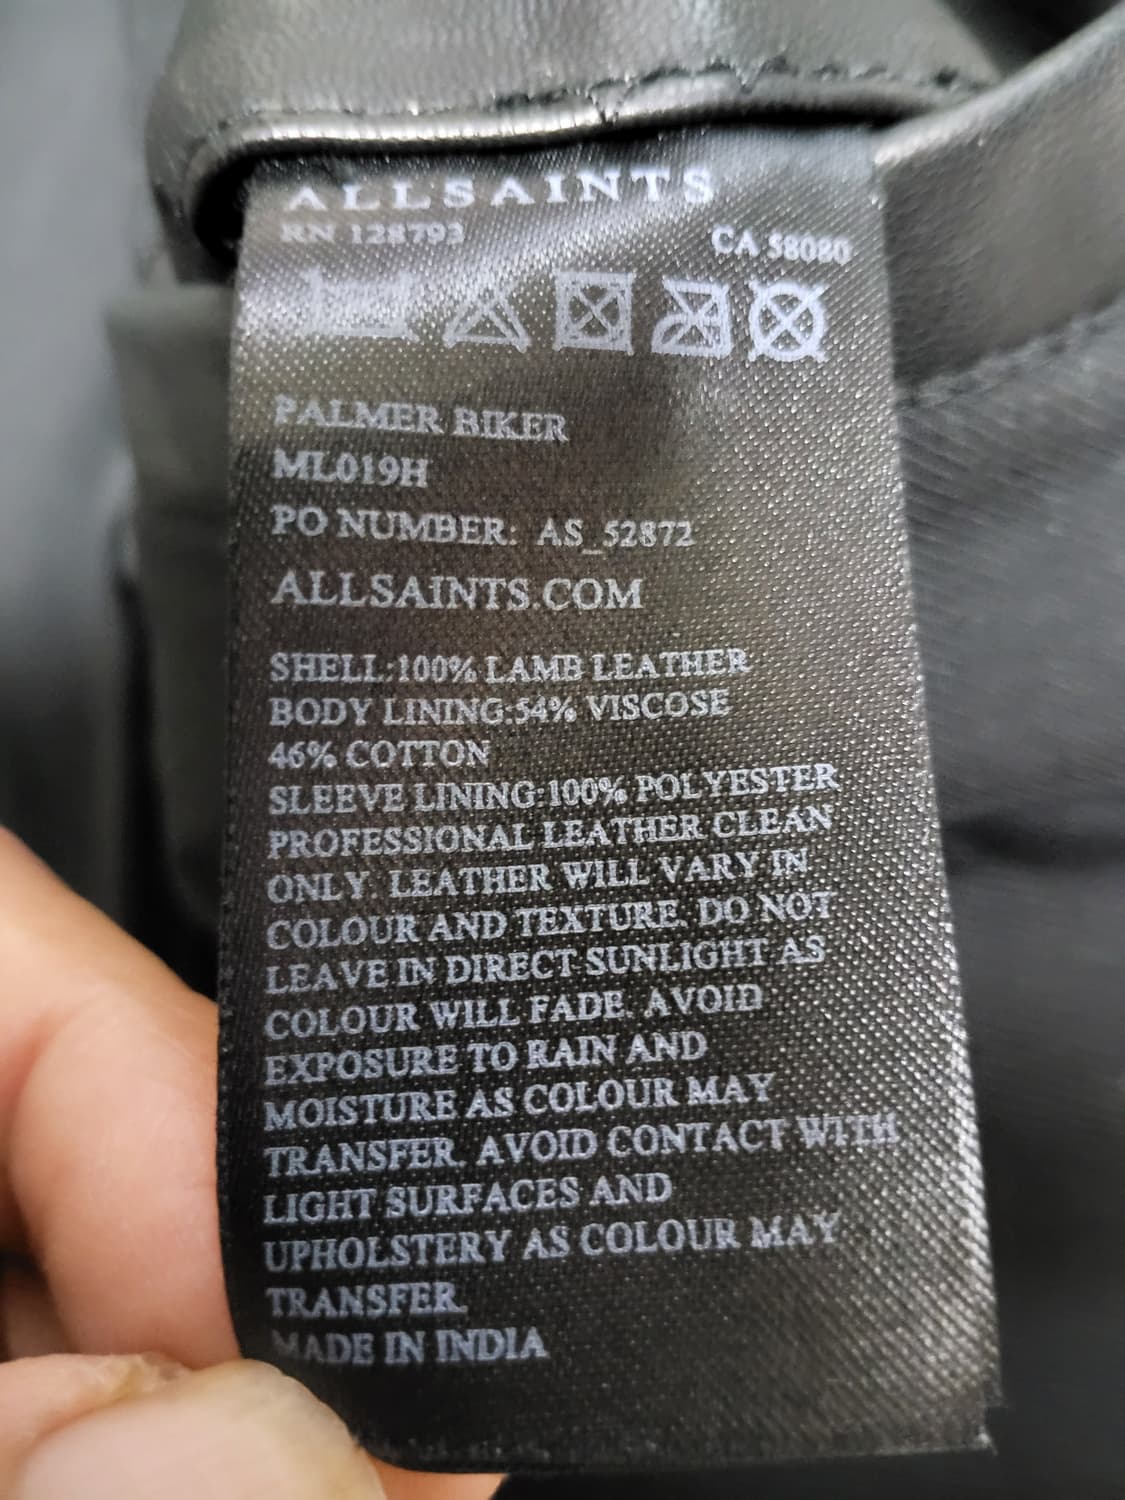 ALLSAINTS
RN 128793
CA 58080
PALMER BIKER
ML019H
PO NUMBER: AS_52872
ALLSAINTS.COM
SHELL:100% LAMB LEATHER
BODY LINING:54% VISCOSE
46% COTTON
SLEEVE LINING:100% POLYESTER
PROFESSIONAL LEATHER CLEAN
ONLY. LEATHER WILL VARY IN
COLOUR AND TEXTURE. DO NOT
LEAVE IN DIRECT SUNLIGHT AS
COLOUR WILL FADE. AVOID
EXPOSURE TO RAIN AND
MOISTURE AS COLOUR MAY
TRANSFER. AVOID CONTACT WITH
LIGHT SURFACES AND
UPHOLSTERY AS COLOUR MAY
TRANSFER.
MADE IN INDIA